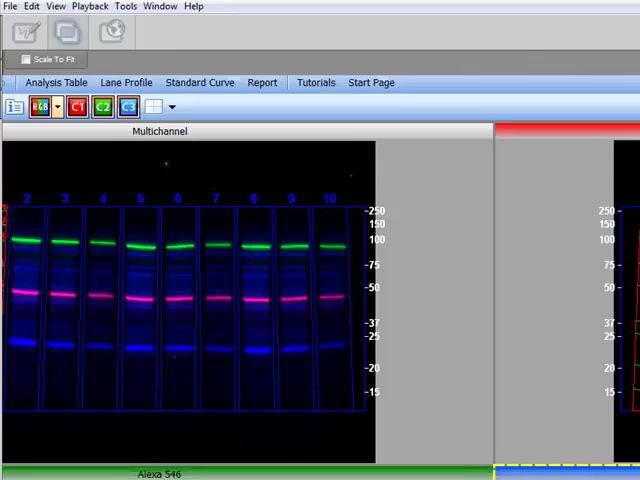 File Edit View Playback Tools Window Help
Scale To Fit
Analysis Table Lane Profile Standard Curve Report Tutorials Start Page
RGB C1 C2 C3
Multichannel
2 3 4 5 6 7 8 9 10
250 250
150 150
100 100
75 75
50 50
37 37
25 25
20 20
15 15
Alexa 546